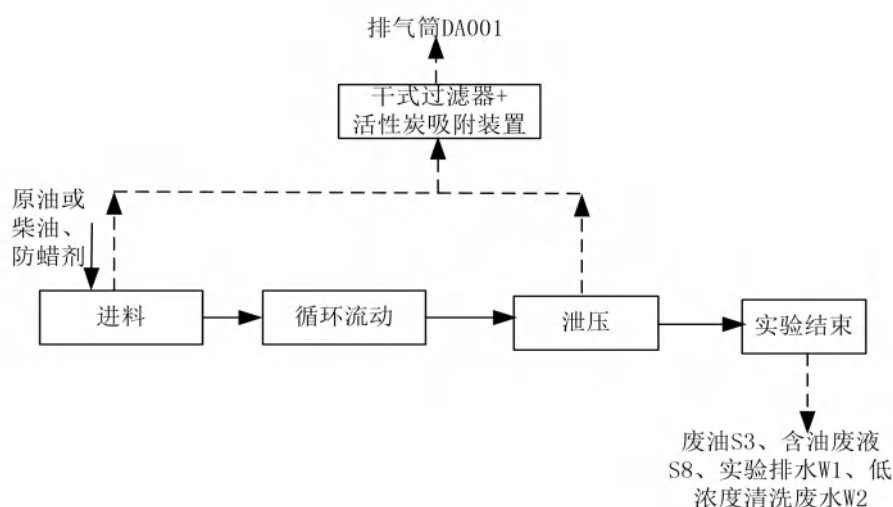 排气筒DA001
干式过滤器+
活性炭吸附装置
原油或
柴油、
防蜡剂
进料
循环流动
泄压
实验结束
废油S3、含油废液
S8、实验排水W1、低
浓度清洗废水W2